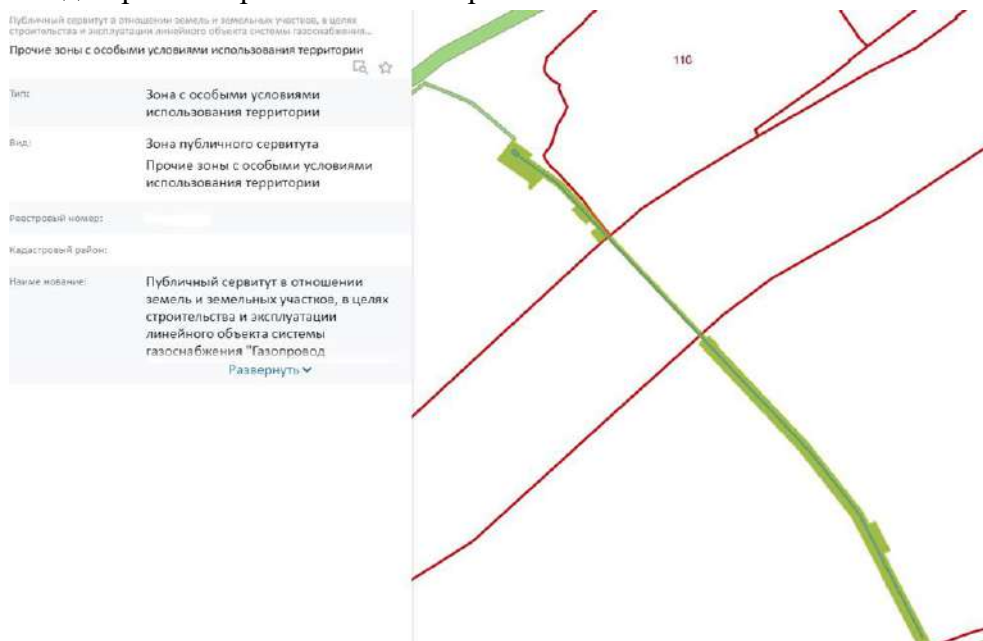 Публичный сервитут в отношении земель и земельных участков, в целях
строительства и эксплуатации линейного объекта системы газоснабжения...
Прочие зоны с особыми условиями использования территории
Тип:
Зона с особыми условиями
использования территории
Вид:
Зона публичного сервитута
Прочие зоны с особыми условиями
использования территории
Реестровый номер:
Кадастровый район:
Наименование:
Публичный сервитут в отношении
земель и земельных участков, в целях
строительства и эксплуатации
линейного объекта системы
газоснабжения "Газопровод
Развернуть
116